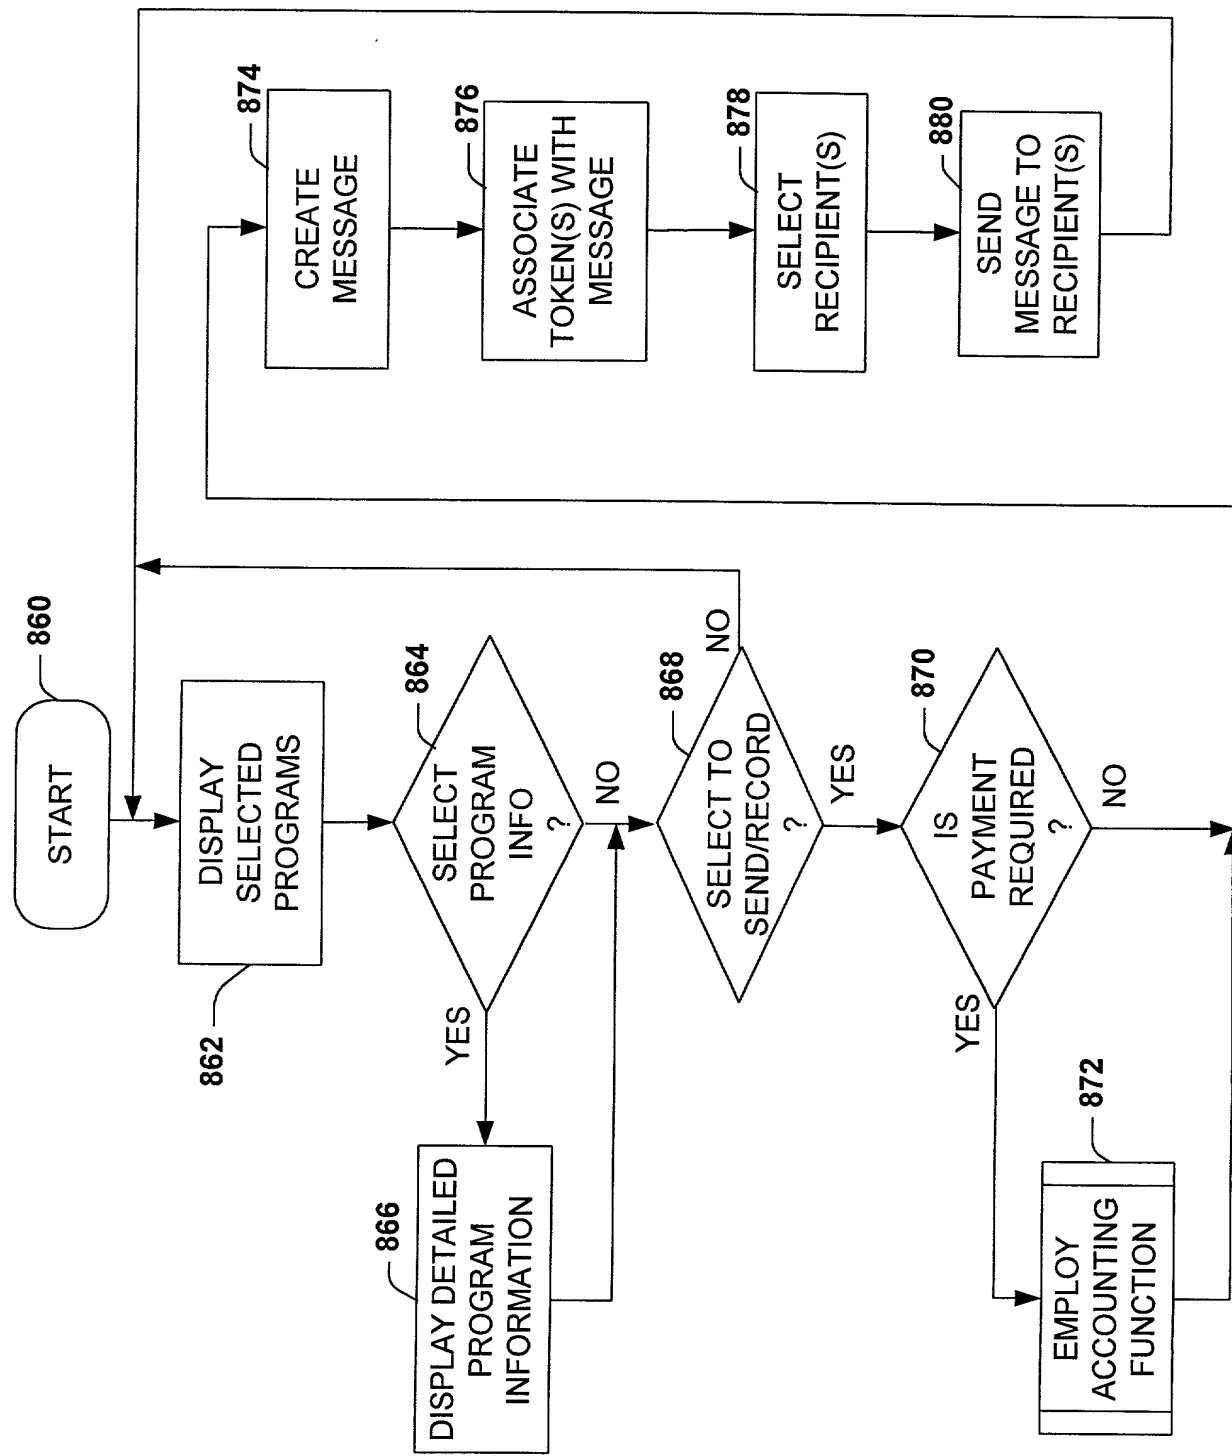 860
START
DISPLAY
SELECTED
PROGRAMS
862
864
SELECT
PROGRAM
INFO
?
YES
NO
866
DISPLAY DETAILED
PROGRAM
INFORMATION
868
SELECT TO
SEND/RECORD
?
NO
YES
870
IS
PAYMENT
REQUIRED
?
YES
NO
872
EMPLOY
ACCOUNTING
FUNCTION
874
CREATE
MESSAGE
876
ASSOCIATE
TOKEN(S) WITH
MESSAGE
878
SELECT
RECIPIENT(S)
880
SEND
MESSAGE TO
RECIPIENT(S)